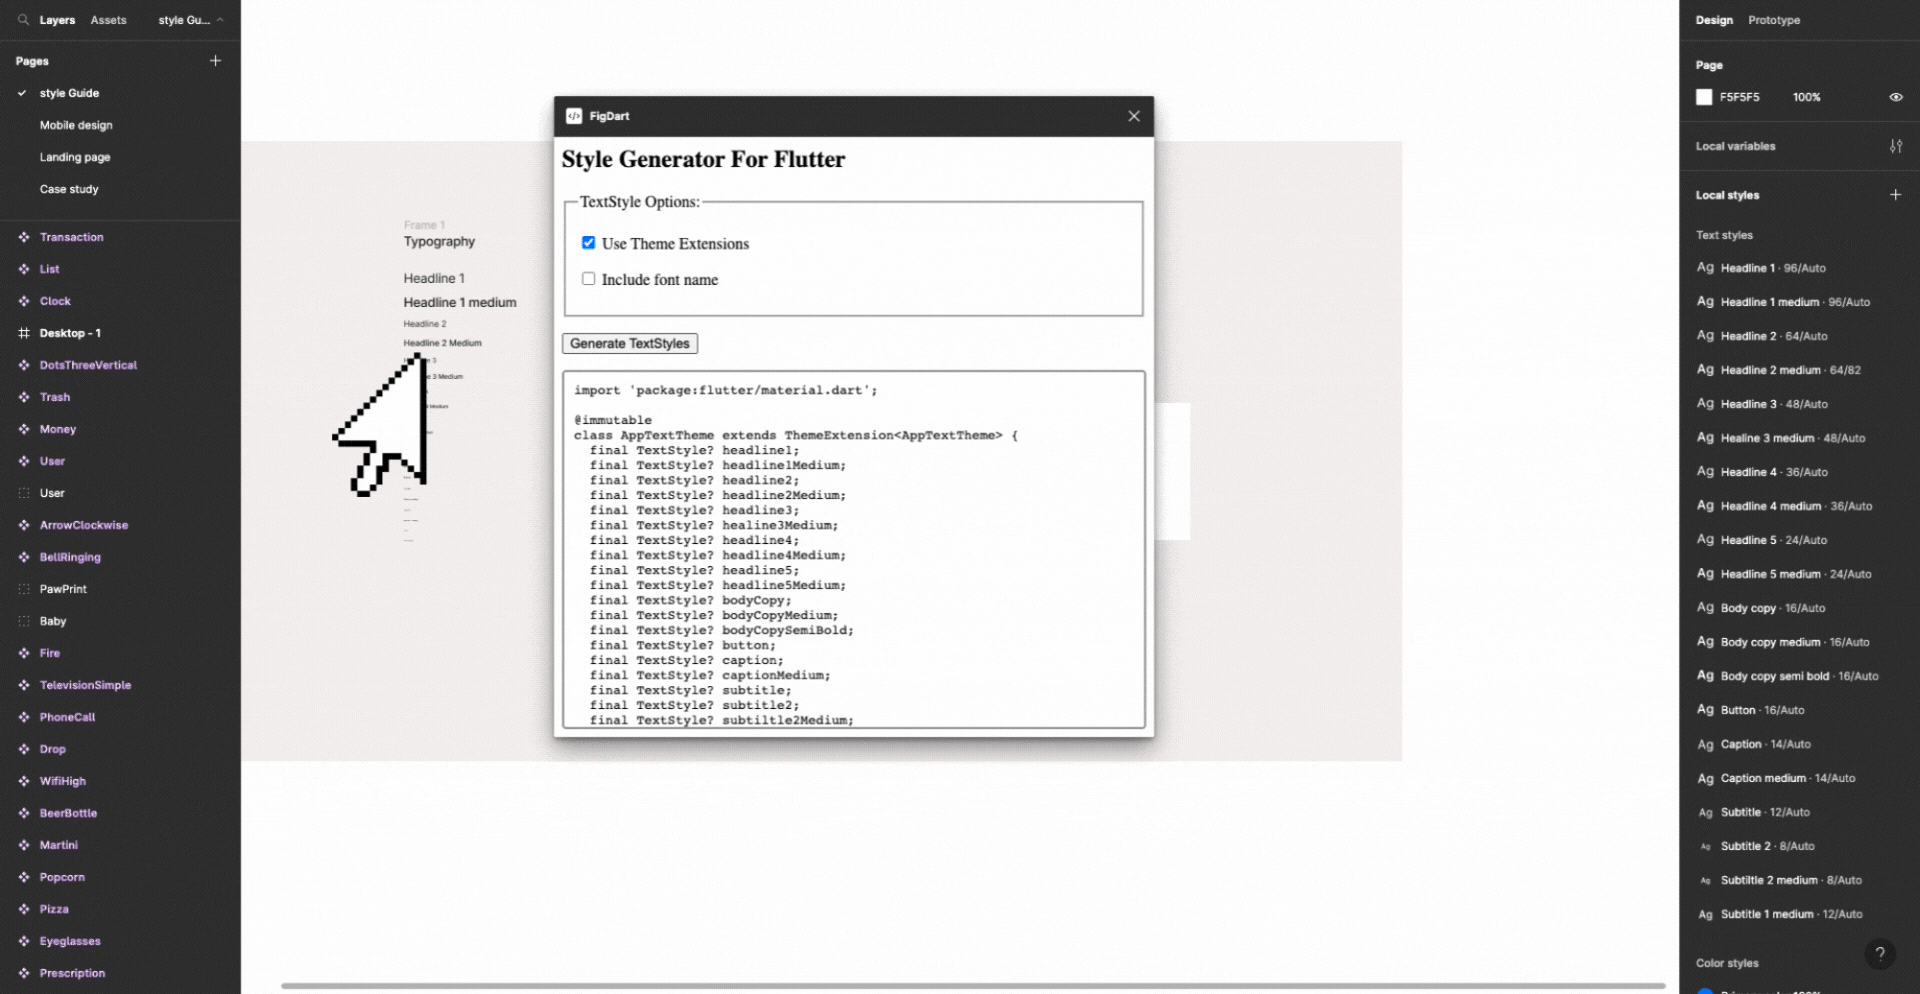 Layers Assets style Gu...
Pages
style Guide
Mobile design
Landing page
Case study
Transaction
List
Clock
Desktop - 1
DotsThreeVertical
Trash
Money
User
User
ArrowClockwise
BellRinging
PawPrint
Baby
Fire
TelevisionSimple
PhoneCall
Drop
WifiHigh
BeerBottle
Martini
Popcorn
Pizza
Eyeglasses
Prescription
Frame 1
Typography
Headline 1
Headline 1 medium
Headline 2
Headline 2 Medium
3 Medium
Medium
FigDart
Style Generator For Flutter
TextStyle Options:
Use Theme Extensions
Include font name
Generate TextStyles
import 'package:flutter/material.dart';
@immutable
class AppTextTheme extends ThemeExtension<AppTextTheme> {
final TextStyle? headline1;
final TextStyle? headline1Medium;
final TextStyle? headline2;
final TextStyle? headline2Medium;
final TextStyle? headline3;
final TextStyle? healine3Medium;
final TextStyle? headline4;
final TextStyle? headline4Medium;
final TextStyle? headline5;
final TextStyle? headline5Medium;
final TextStyle? bodyCopy;
final TextStyle? bodyCopyMedium;
final TextStyle? bodyCopySemiBold;
final TextStyle? button;
final TextStyle? caption;
final TextStyle? captionMedium;
final TextStyle? subtitle;
final TextStyle? subtitle2;
final TextStyle? subtiltle2Medium;
Design Prototype
Page
F5F5F5 100%
Local variables
Local styles
Text styles
Ag Headline 1 · 96/Auto
Ag Headline 1 medium · 96/Auto
Ag Headline 2 · 64/Auto
Ag Headline 2 medium · 64/82
Ag Headline 3 · 48/Auto
Ag Healine 3 medium · 48/Auto
Ag Headline 4 · 36/Auto
Ag Headline 4 medium · 36/Auto
Ag Headline 5 · 24/Auto
Ag Headline 5 medium · 24/Auto
Ag Body copy · 16/Auto
Ag Body copy medium · 16/Auto
Ag Body copy semi bold · 16/Auto
Ag Button · 16/Auto
Ag Caption · 14/Auto
Ag Caption medium · 14/Auto
Ag Subtitle · 12/Auto
Ag Subtitle 2 · 8/Auto
Ag Subtiltle 2 medium · 8/Auto
Ag Subtitle 1 medium · 12/Auto
Color styles
?